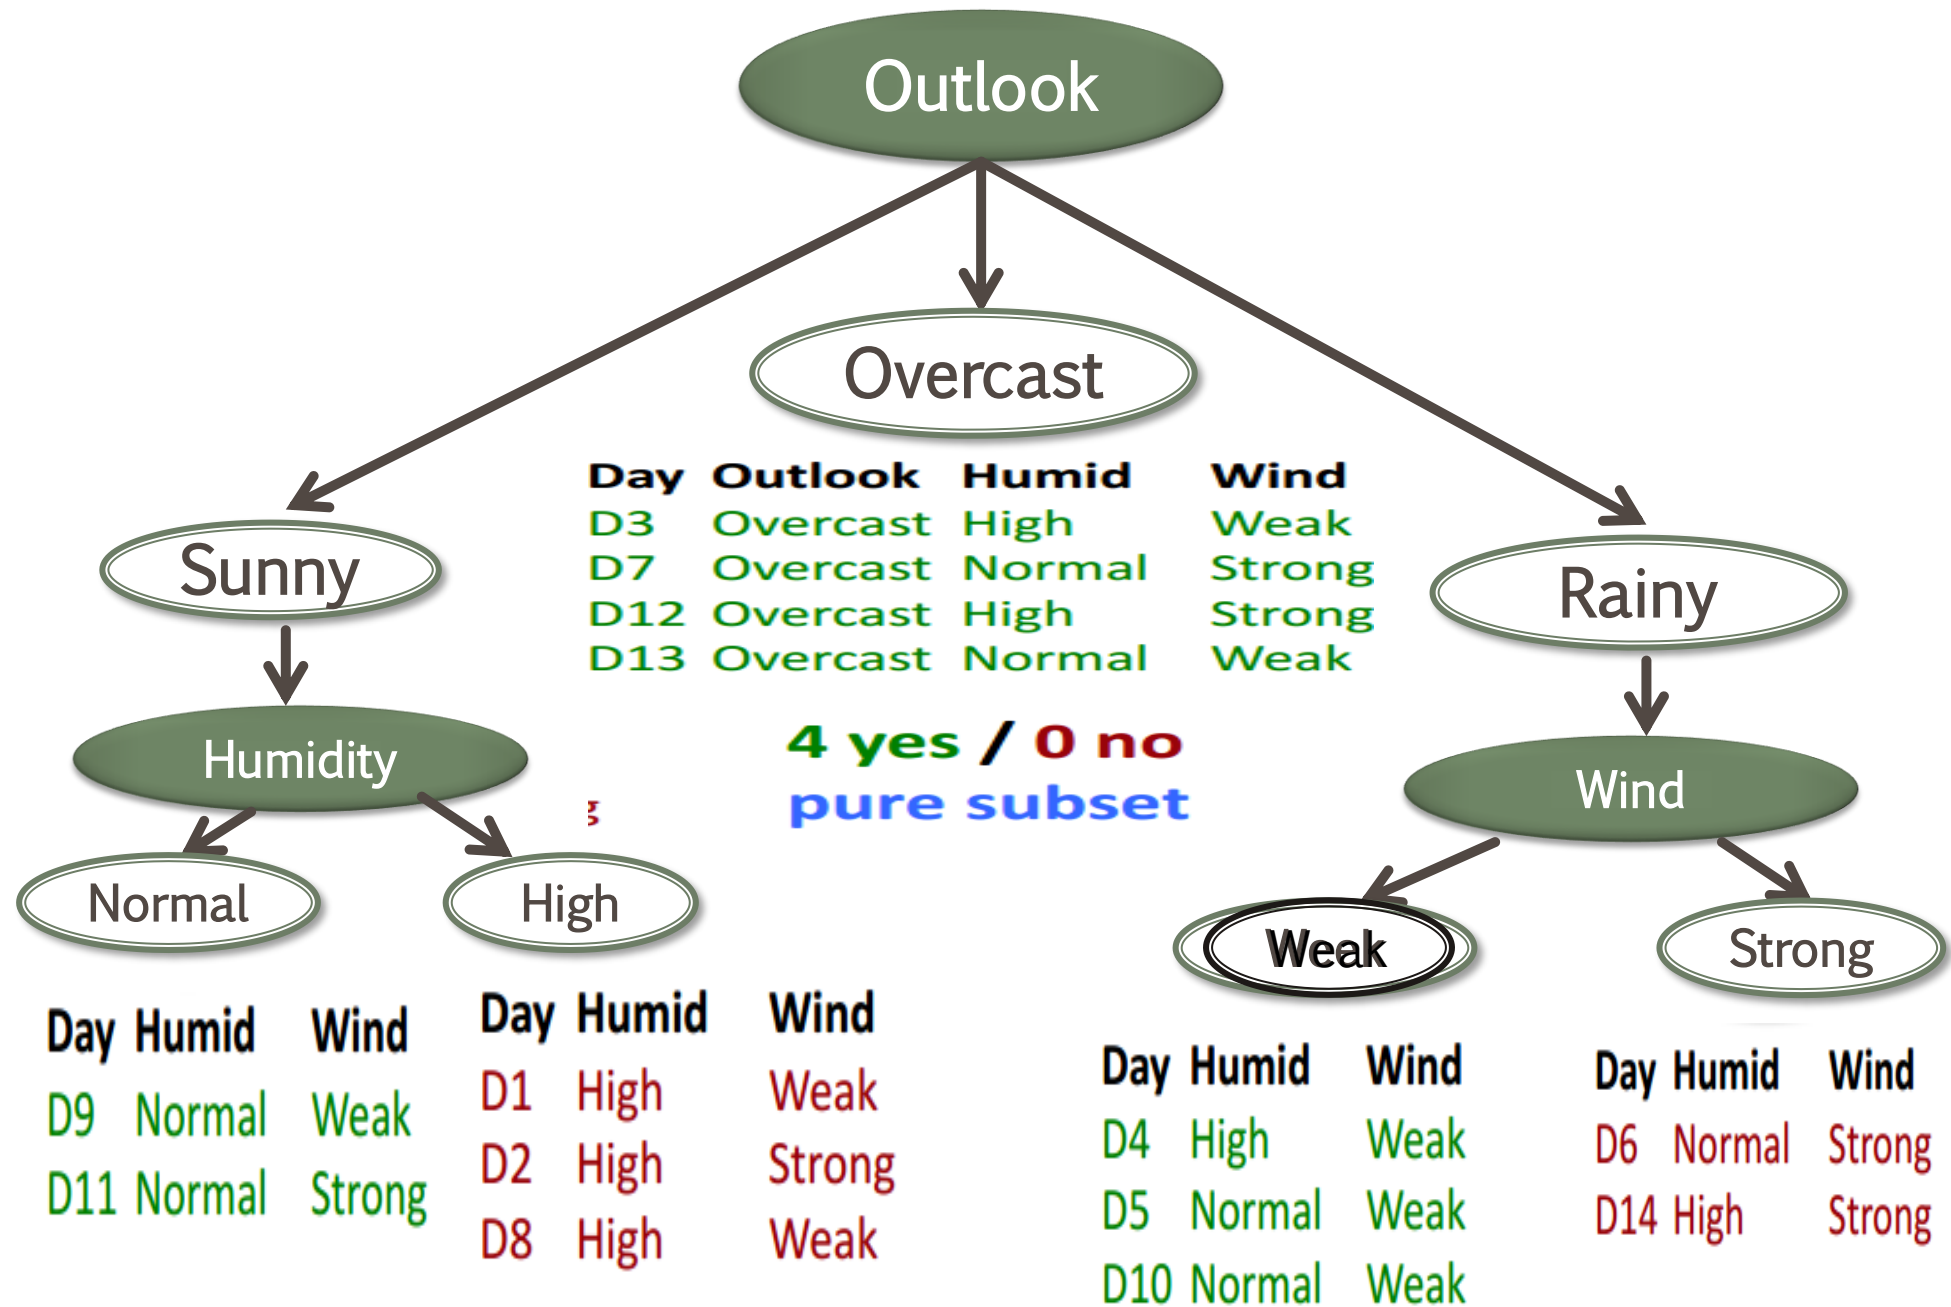 Outlook
Overcast
Day Outlook Humid Wind
D3 Overcast High Weak
D7 Overcast Normal Strong
D12 Overcast High Strong
D13 Overcast Normal Weak
4 yes / 0 no
pure subset
Sunny
Humidity
Normal
High
Day Humid Wind
D9 Normal Weak
D11 Normal Strong
Day Humid Wind
D1 High Weak
D2 High Strong
D8 High Weak
Rainy
Wind
Weak
Strong
Day Humid Wind
D4 High Weak
D5 Normal Weak
D10 Normal Weak
Day Humid Wind
D6 Normal Strong
D14 High Strong